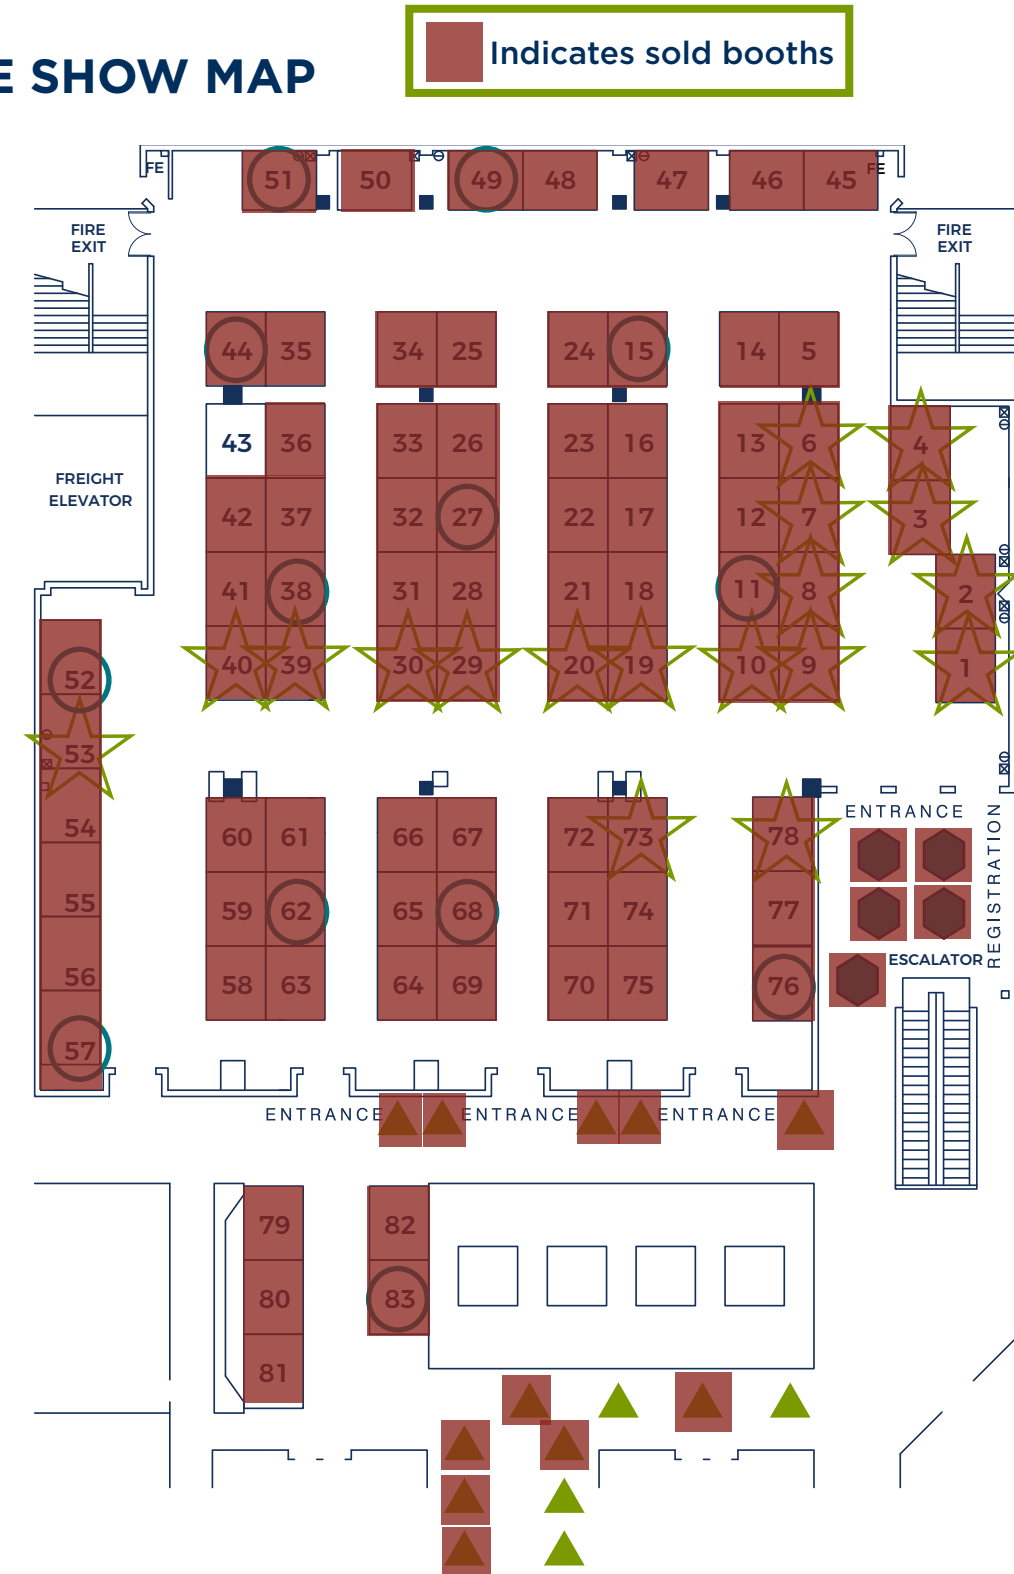 E SHOW MAP
Indicates sold booths
FE
51 50 49 48 47 46 45
FE
FIRE
EXIT
FIRE
EXIT
44 35 34 25 24 15 14 5
43 36 33 26 23 16 13 6 4
FREIGHT
ELEVATOR
42 37 32 27 22 17 12 7 3
41 38 31 28 21 18 11 8 2
40 39 30 29 20 19 10 9 1
52
53
54
55
56
57
60 61 66 67 72 73 78
59 62 65 68 71 74 77
58 63 64 69 70 75 76
ENTRANCE
REGISTRATION
ESCALATOR
ENTRANCE ENTRANCE ENTRANCE
79 82
80 83
81